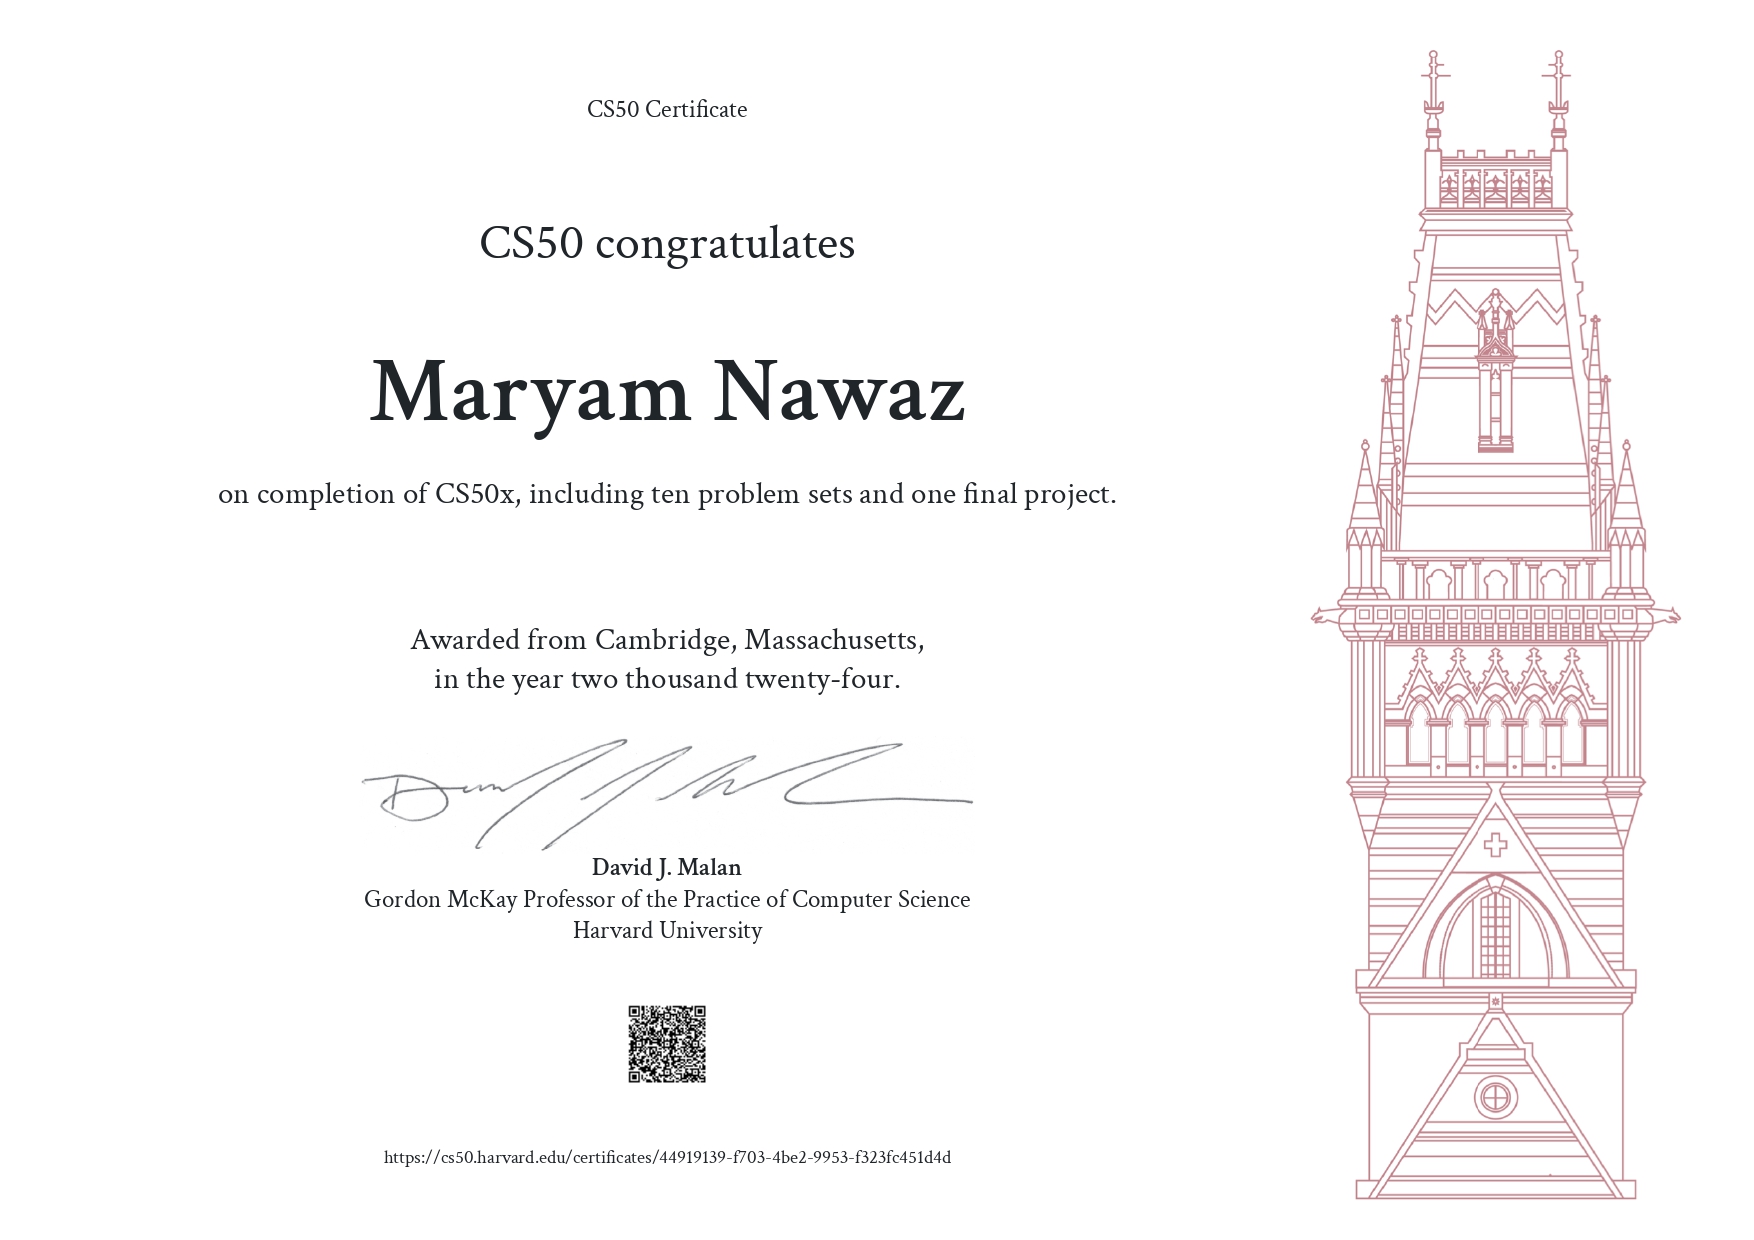 CS50 Certificate
CS50 congratulates
Maryam Nawaz
on completion of CS50x, including ten problem sets and one final project.
Awarded from Cambridge, Massachusetts,
in the year two thousand twenty-four.
David J. Malan
Gordon McKay Professor of the Practice of Computer Science
Harvard University
https://cs50.harvard.edu/certificates/44919139-f703-4be2-9953-f323fc451d4d